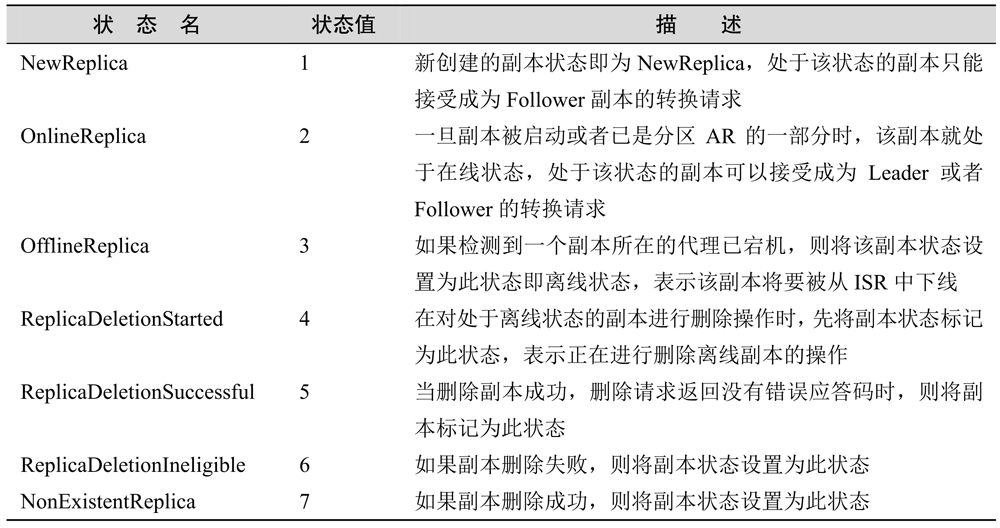 状 态 名 状态值 描 述
NewReplica 1 新创建的副本状态即为 NewReplica，处于该状态的副本只能
接受成为 Follower 副本的转换请求
OnlineReplica 2 一旦副本被启动或者已是分区 AR 的一部分时，该副本就处
于在线状态，处于该状态的副本可以接受成为 Leader 或者
Follower 的转换请求
OfflineReplica 3 如果检测到一个副本所在的代理已宕机，则将该副本状态设
置为此状态即离线状态，表示该副本将要被从 ISR 中下线
ReplicaDeletionStarted 4 在对处于离线状态的副本进行删除操作时，先将副本状态标记
为此状态，表示正在进行删除离线副本的操作
ReplicaDeletionSuccessful 5 当删除副本成功，删除请求返回没有错误应答码时，则将副
本标记为此状态
ReplicaDeletionIneligible 6 如果副本删除失败，则将副本状态设置为此状态
NonExistentReplica 7 如果副本删除成功，则将副本状态设置为此状态